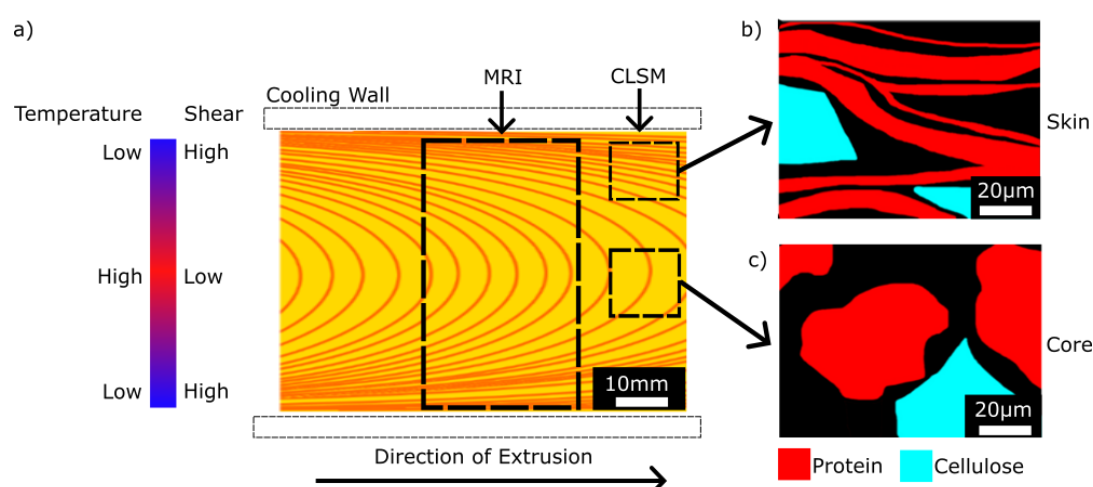 a)
MRI
CLSM
b)
Cooling Wall
Temperature
Shear
Low
High
Skin
20µm
High
Low
c)
Core
Low
High
10mm
20µm
Direction of Extrusion
Protein
Cellulose